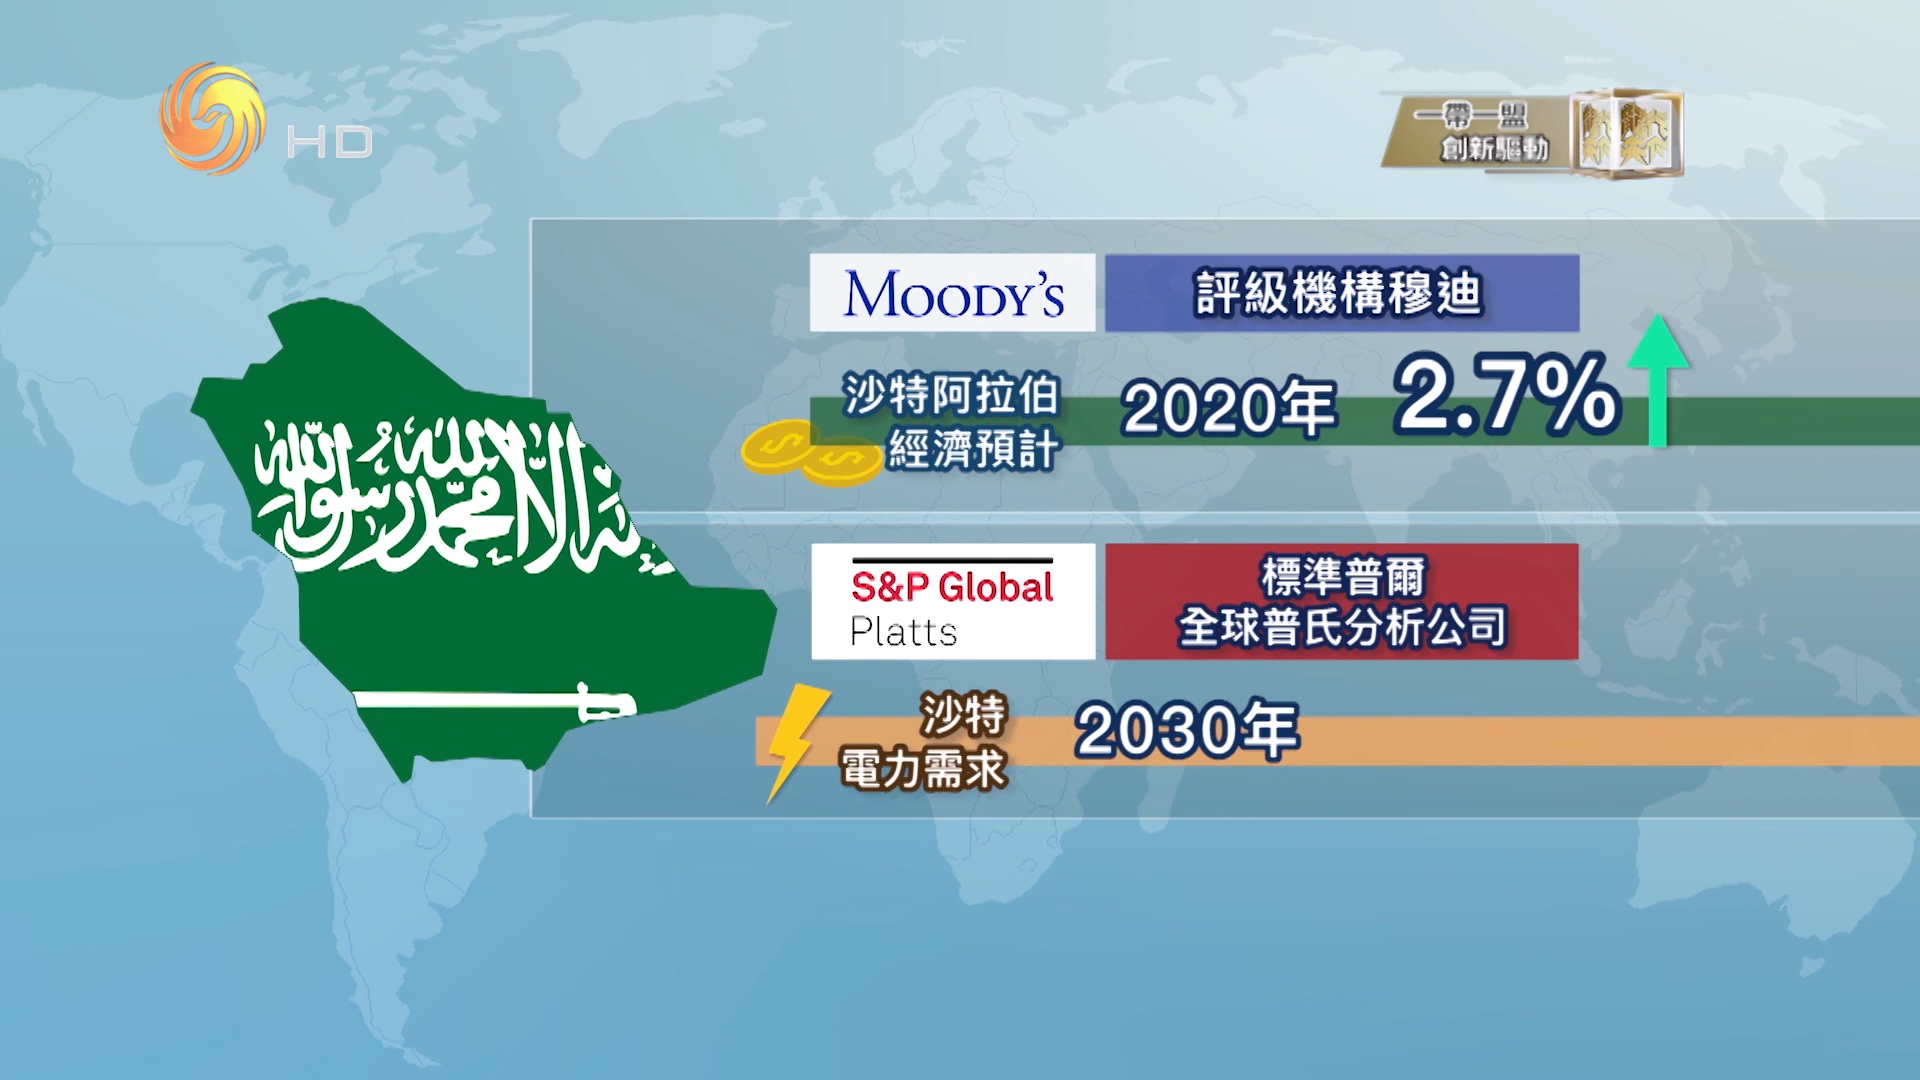 HD
一帶一盟
創新驅動
MOODY'S
評級機構穆迪
沙特阿拉伯
經濟預計
2020年
2.7%
S&P Global
Platts
標準普爾
全球普氏分析公司
沙特
電力需求
2030年